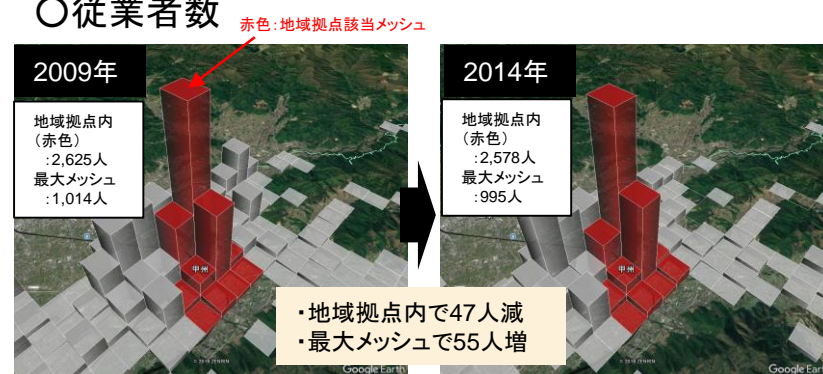 〇従業者数
赤色：地域拠点該当メッシュ
2009年
地域拠点内
（赤色）
：2,625人
最大メッシュ
：1,014人
甲州
Google Earth
2014年
地域拠点内
（赤色）
：2,578人
最大メッシュ
：995人
甲州
Google Eart
・地域拠点内で47人減
・最大メッシュで55人増